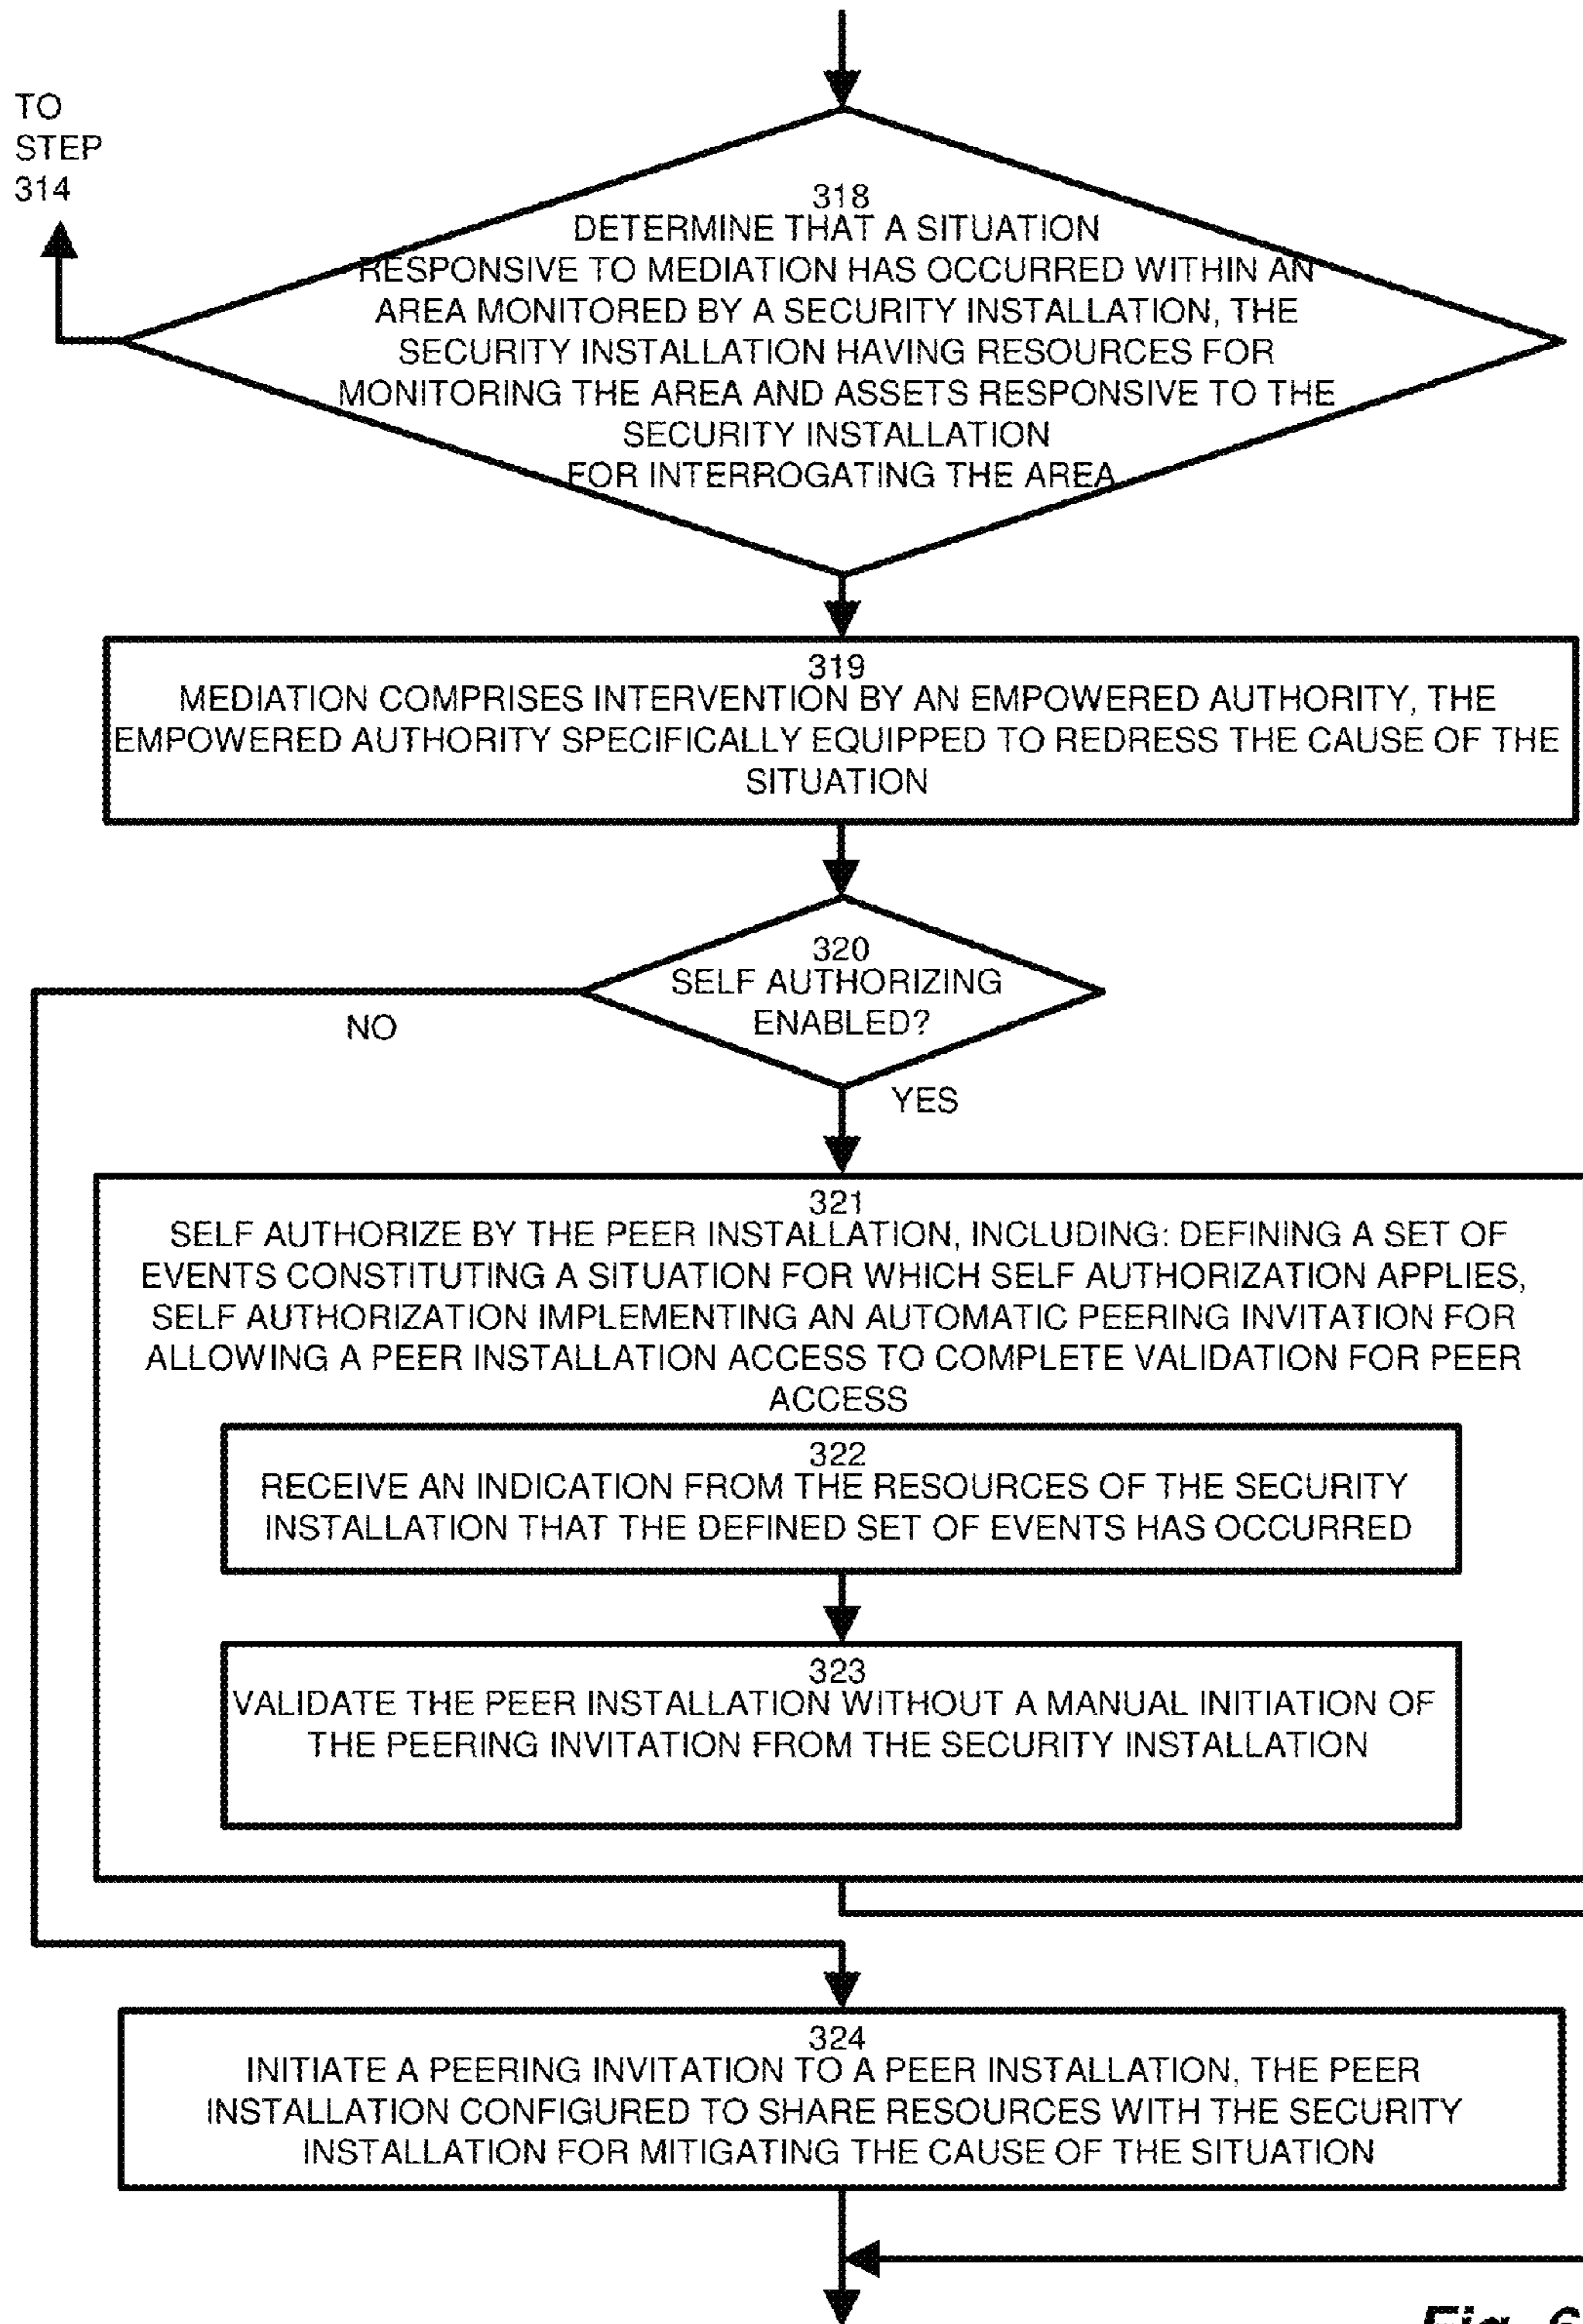 TO
STEP
314
318
DETERMINE THAT A SITUATION
RESPONSIVE TO MEDIATION HAS OCCURRED WITHIN AN
AREA MONITORED BY A SECURITY INSTALLATION, THE
SECURITY INSTALLATION HAVING RESOURCES FOR
MONITORING THE AREA AND ASSETS RESPONSIVE TO THE
SECURITY INSTALLATION
FOR INTERROGATING THE AREA
319
MEDIATION COMPRISES INTERVENTION BY AN EMPOWERED AUTHORITY, THE
EMPOWERED AUTHORITY SPECIFICALLY EQUIPPED TO REDRESS THE CAUSE OF THE
SITUATION
320
SELF AUTHORIZING
ENABLED?
NO
YES
321
SELF AUTHORIZE BY THE PEER INSTALLATION, INCLUDING: DEFINING A SET OF
EVENTS CONSTITUTING A SITUATION FOR WHICH SELF AUTHORIZATION APPLIES,
SELF AUTHORIZATION IMPLEMENTING AN AUTOMATIC PEERING INVITATION FOR
ALLOWING A PEER INSTALLATION ACCESS TO COMPLETE VALIDATION FOR PEER
ACCESS
322
RECEIVE AN INDICATION FROM THE RESOURCES OF THE SECURITY
INSTALLATION THAT THE DEFINED SET OF EVENTS HAS OCCURRED
323
VALIDATE THE PEER INSTALLATION WITHOUT A MANUAL INITIATION OF
THE PEERING INVITATION FROM THE SECURITY INSTALLATION
324
INITIATE A PEERING INVITATION TO A PEER INSTALLATION, THE PEER
INSTALLATION CONFIGURED TO SHARE RESOURCES WITH THE SECURITY
INSTALLATION FOR MITIGATING THE CAUSE OF THE SITUATION